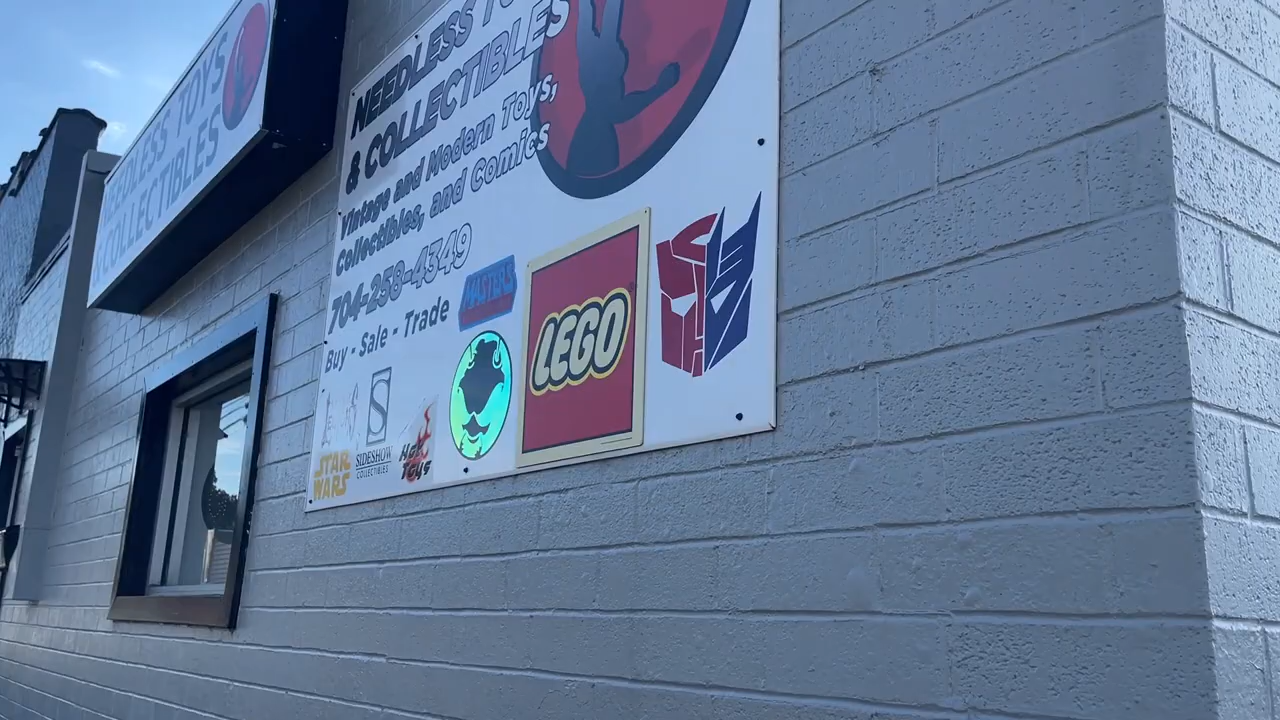 NEEDLESS TOYS
& COLLECTIBLES
NEEDLESS
& COLLECTIBLES
Vintage and Modern Toys,
Collectibles, and Comics
704-258-4349
Buy - Sale - Trade
MASTERS
LEGO
STAR
WARS
S
SIDESHOW
COLLECTIBLES
Hot
Toys